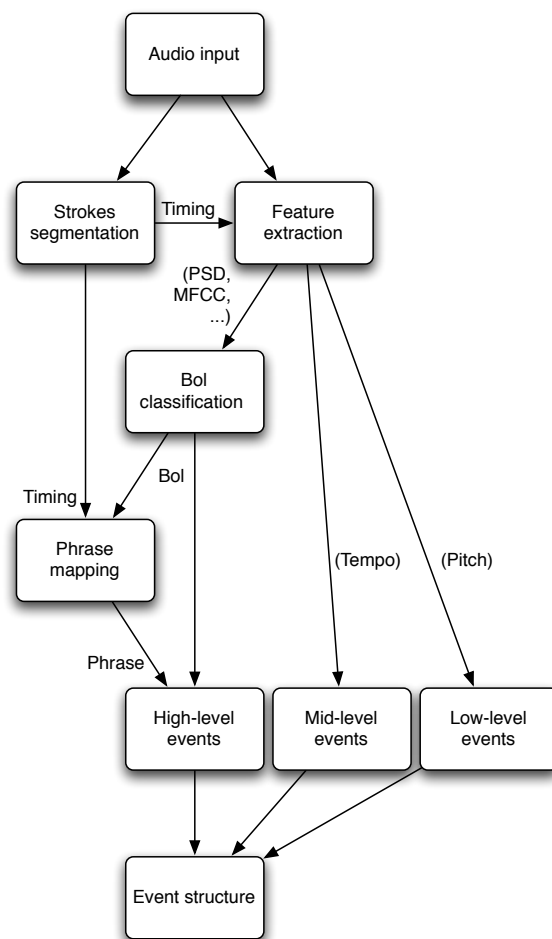 Audio input
Strokes
segmentation
Timing
Feature
extraction
(PSD,
MFCC,
...)
Bol
classification
Bol
Timing
Phrase
mapping
(Tempo)
(Pitch)
Phrase
High-level
events
Mid-level
events
Low-level
events
Event structure